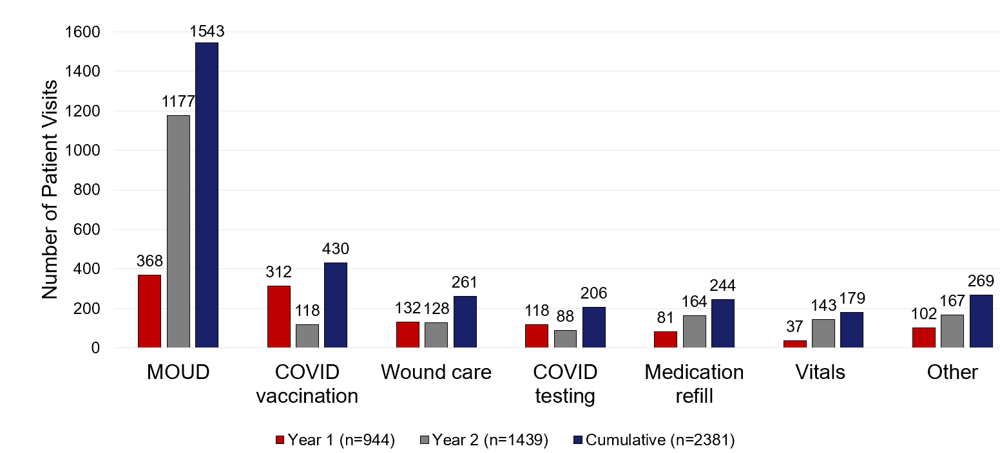 Number of Patient Visits
1600
1400
1200
1000
800
600
400
200
0
368
1177
1543
312
118
430
132
128
261
118
88
206
81
164
244
37
143
179
102
167
269
MOUD
COVID
vaccination
Wound care
COVID
testing
Medication
refill
Vitals
Other
Year 1 (n=944)
Year 2 (n=1439)
Cumulative (n=2381)